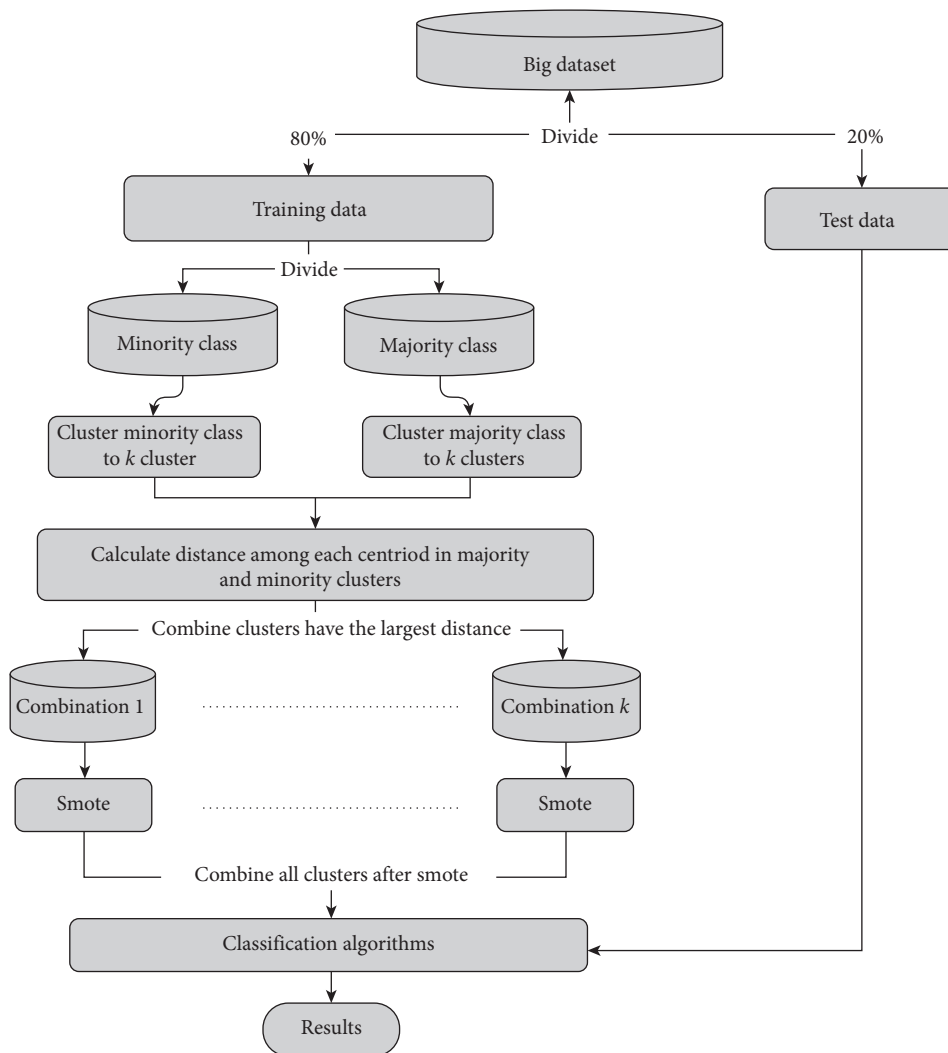 Big dataset
80%
Divide
20%
Training data
Test data
Divide
Minority class
Majority class
Cluster minority class
to k cluster
Cluster majority class
to k clusters
Calculate distance among each centriod in majority
and minority clusters
Combine clusters have the largest distance
Combination 1
Combination k
Smote
Smote
Combine all clusters after smote
Classification algorithms
Results